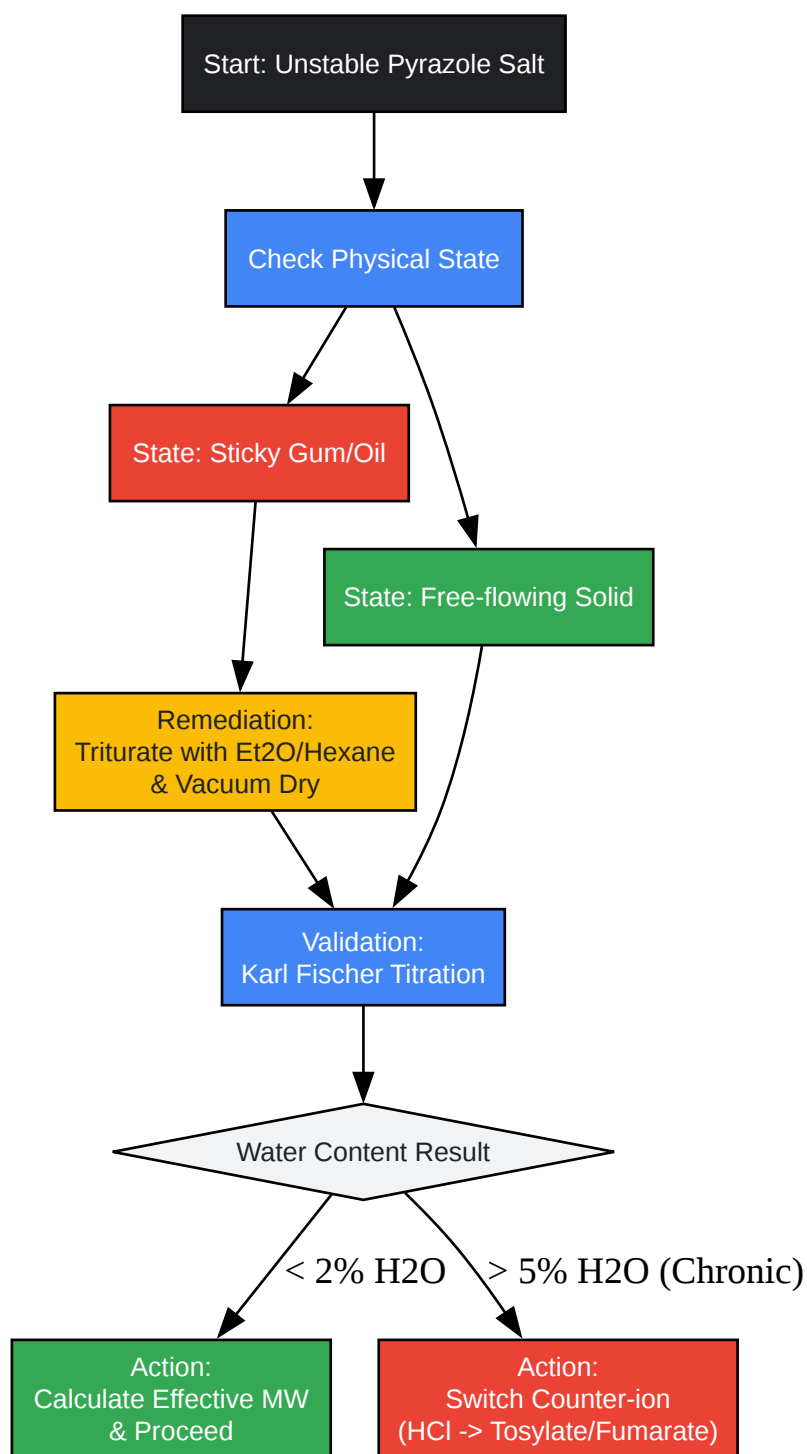 Start: Unstable Pyrazole Salt
Check Physical State
State: Sticky Gum/Oil
State: Free-flowing Solid
Remediation:
Triturate with Et2O/Hexane
& Vacuum Dry
Validation:
Karl Fischer Titration
Water Content Result
< 2% H2O
> 5% H2O (Chronic)
Action:
Calculate Effective MW
& Proceed
Action:
Switch Counter-ion
(HCl -> Tosylate/Fumarate)